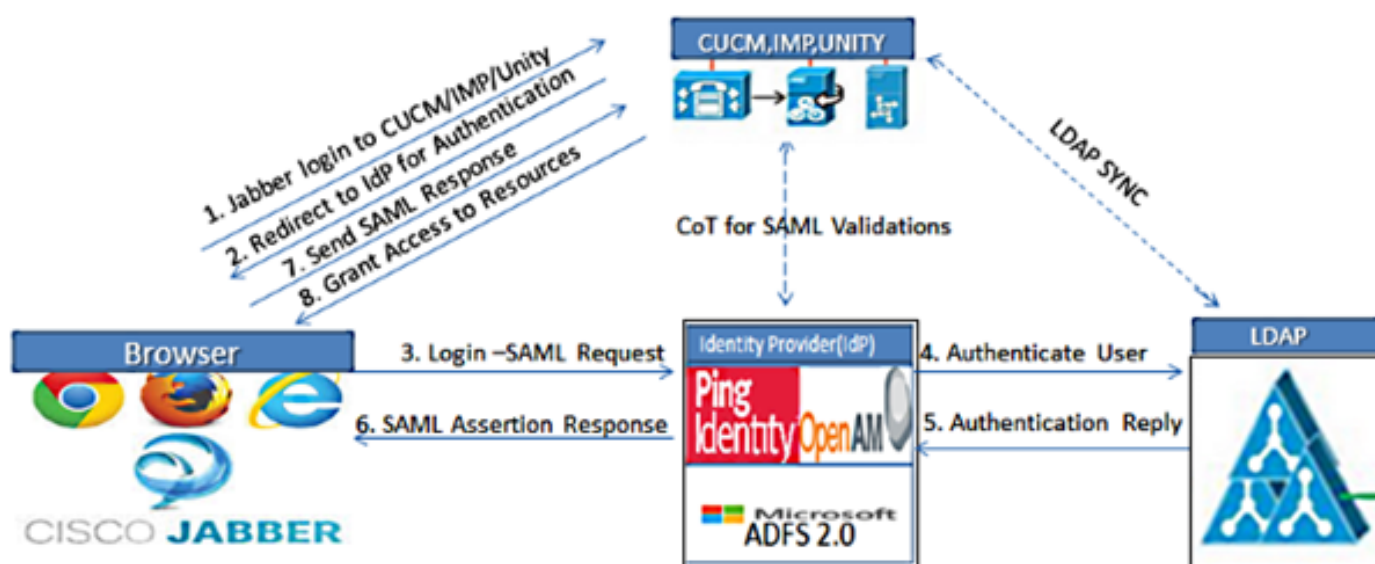 CUCM,IMP,UNITY
1. Jabber login to CUCM/IMP/Unity
2. Redirect to IdP for Authentication
7. Send SAML Response
8. Grant Access to Resources
LDAP SYNC
CoT for SAML Validations
Browser
3. Login –SAML Request
Identity Provider(IdP)
4. Authenticate User
LDAP
Ping
Identity
OpenAM
6. SAML Assertion Response
5. Authentication Reply
Microsoft
ADFS 2.0
CISCO JABBER